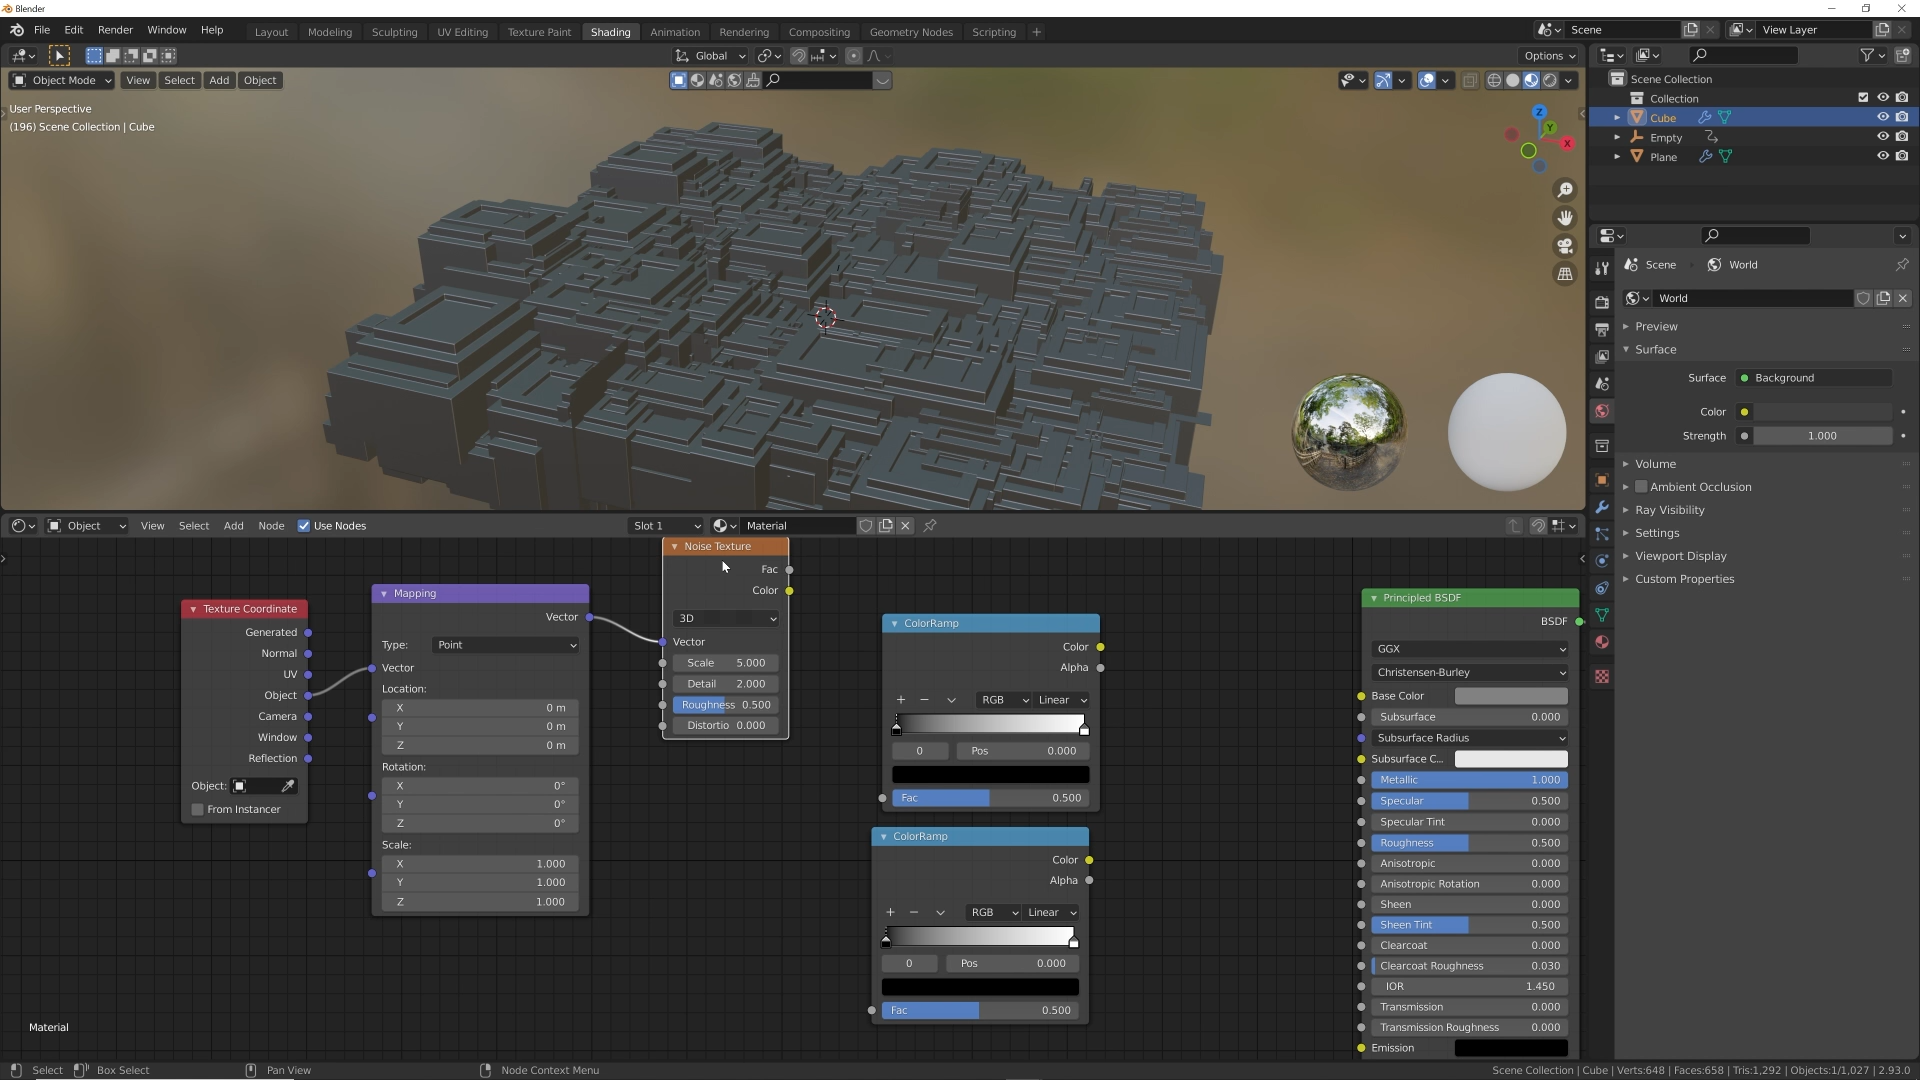 Blender
File Edit Render Window Help
Layout Modeling Sculpting UV Editing Texture Paint Shading Animation Rendering Compositing Geometry Nodes Scripting +
Scene
View Layer
Global
Options
Object Mode View Select Add Object
User Perspective
(196) Scene Collection | Cube
Z
Y
X
Scene Collection
Collection
Cube
Empty
Plane
Scene World
World
Preview
Surface
Surface Background
Color
Strength 1.000
Volume
Ambient Occlusion
Ray Visibility
Settings
Viewport Display
Custom Properties
Object View Select Add Node Use Nodes Slot 1 Material
Texture Coordinate
Generated
Normal
UV
Object
Camera
Window
Reflection
Object:
From Instancer
Mapping
Vector
Type: Point
Vector
Location:
X 0 m
Y 0 m
Z 0 m
Rotation:
X 0°
Y 0°
Z 0°
Scale:
X 1.000
Y 1.000
Z 1.000
Noise Texture
Fac
Color
3D
Vector
Scale 5.000
Detail 2.000
Roughness 0.500
Distortio 0.000
ColorRamp
Color
Alpha
RGB Linear
0 Pos 0.000
Fac 0.500
ColorRamp
Color
Alpha
RGB Linear
0 Pos 0.000
Fac 0.500
Principled BSDF
BSDF
GGX
Christensen-Burley
Base Color
Subsurface 0.000
Subsurface Radius
Subsurface C...
Metallic 1.000
Specular 0.500
Specular Tint 0.000
Roughness 0.500
Anisotropic 0.000
Anisotropic Rotation 0.000
Sheen 0.000
Sheen Tint 0.500
Clearcoat 0.000
Clearcoat Roughness 0.030
IOR 1.450
Transmission 0.000
Transmission Roughness 0.000
Emission
Material
Select Box Select Pan View Node Context Menu
Scene Collection | Cube | Verts:648 | Faces:658 | Tris:1,292 | Objects:1/1,027 | 2.93.0